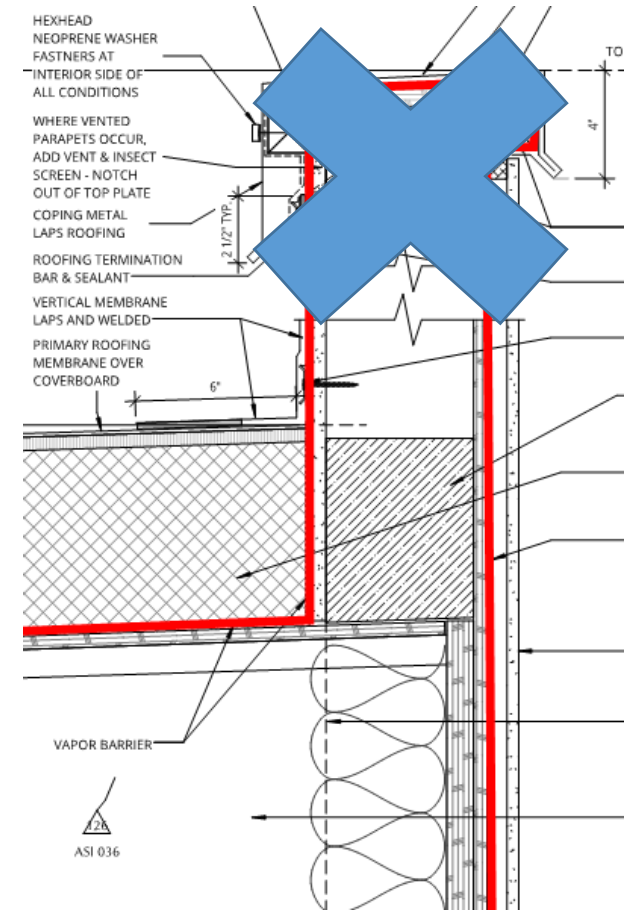 HEXHEAD
NEOPRENE WASHER
FASTNERS AT
INTERIOR SIDE OF
ALL CONDITIONS
WHERE VENTED
PARAPETS OCCUR,
ADD VENT & INSECT
SCREEN - NOTCH
OUT OF TOP PLATE
COPING METAL
LAPS ROOFING
ROOFING TERMINATION
BAR & SEALANT
VERTICAL MEMBRANE
LAPS AND WELDED
PRIMARY ROOFING
MEMBRANE OVER
COVERBOARD
2 1/2" TYP.
6"
TO
4"
VAPOR BARRIER
126
ASI 036